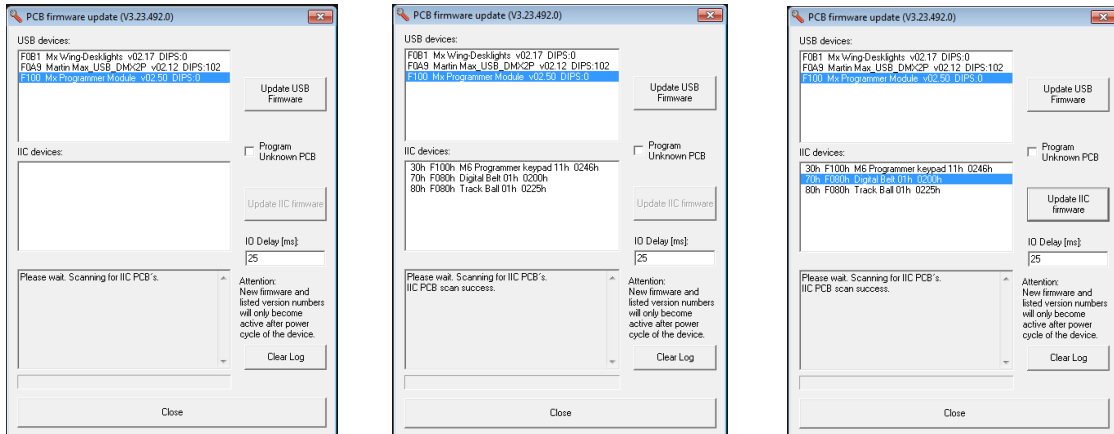 PCB firmware update (V3.23.492.0)
USB devices:
F0B1 Mx Wing-Desklights v02.17 DIPS:0
F0A9 Martin Max_USB_DMX2P v02.12 DIPS:102
F100 Mx Programmer Module v02.50 DIPS:0
Update USB
Firmware
IIC devices:
Program
Unknown PCB
Update IIC firmware
IO Delay [ms]:
25
Please wait. Scanning for IIC PCB's.
Attention:
New firmware and
listed version numbers
will only become
active after power
cycle of the device.
Clear Log
Close
PCB firmware update (V3.23.492.0)
USB devices:
F0B1 Mx Wing-Desklights v02.17 DIPS:0
F0A9 Martin Max_USB_DMX2P v02.12 DIPS:102
F100 Mx Programmer Module v02.50 DIPS:0
Update USB
Firmware
IIC devices:
Program
Unknown PCB
30h F100h M6 Programmer keypad 11h 0246h
70h F080h Digital Belt 01h 0200h
80h F080h Track Ball 01h 0225h
Update IIC firmware
IO Delay [ms]:
25
Please wait. Scanning for IIC PCB's.
IIC PCB scan success.
Attention:
New firmware and
listed version numbers
will only become
active after power
cycle of the device.
Clear Log
Close
PCB firmware update (V3.23.492.0)
USB devices:
F0B1 Mx Wing-Desklights v02.17 DIPS:0
F0A9 Martin Max_USB_DMX2P v02.12 DIPS:102
F100 Mx Programmer Module v02.50 DIPS:0
Update USB
Firmware
IIC devices:
Program
Unknown PCB
30h F100h M6 Programmer keypad 11h 0246h
70h F080h Digital Belt 01h 0200h
80h F080h Track Ball 01h 0225h
Update IIC
firmware
IO Delay [ms]:
25
Please wait. Scanning for IIC PCB's.
IIC PCB scan success.
Attention:
New firmware and
listed version numbers
will only become
active after power
cycle of the device.
Clear Log
Close